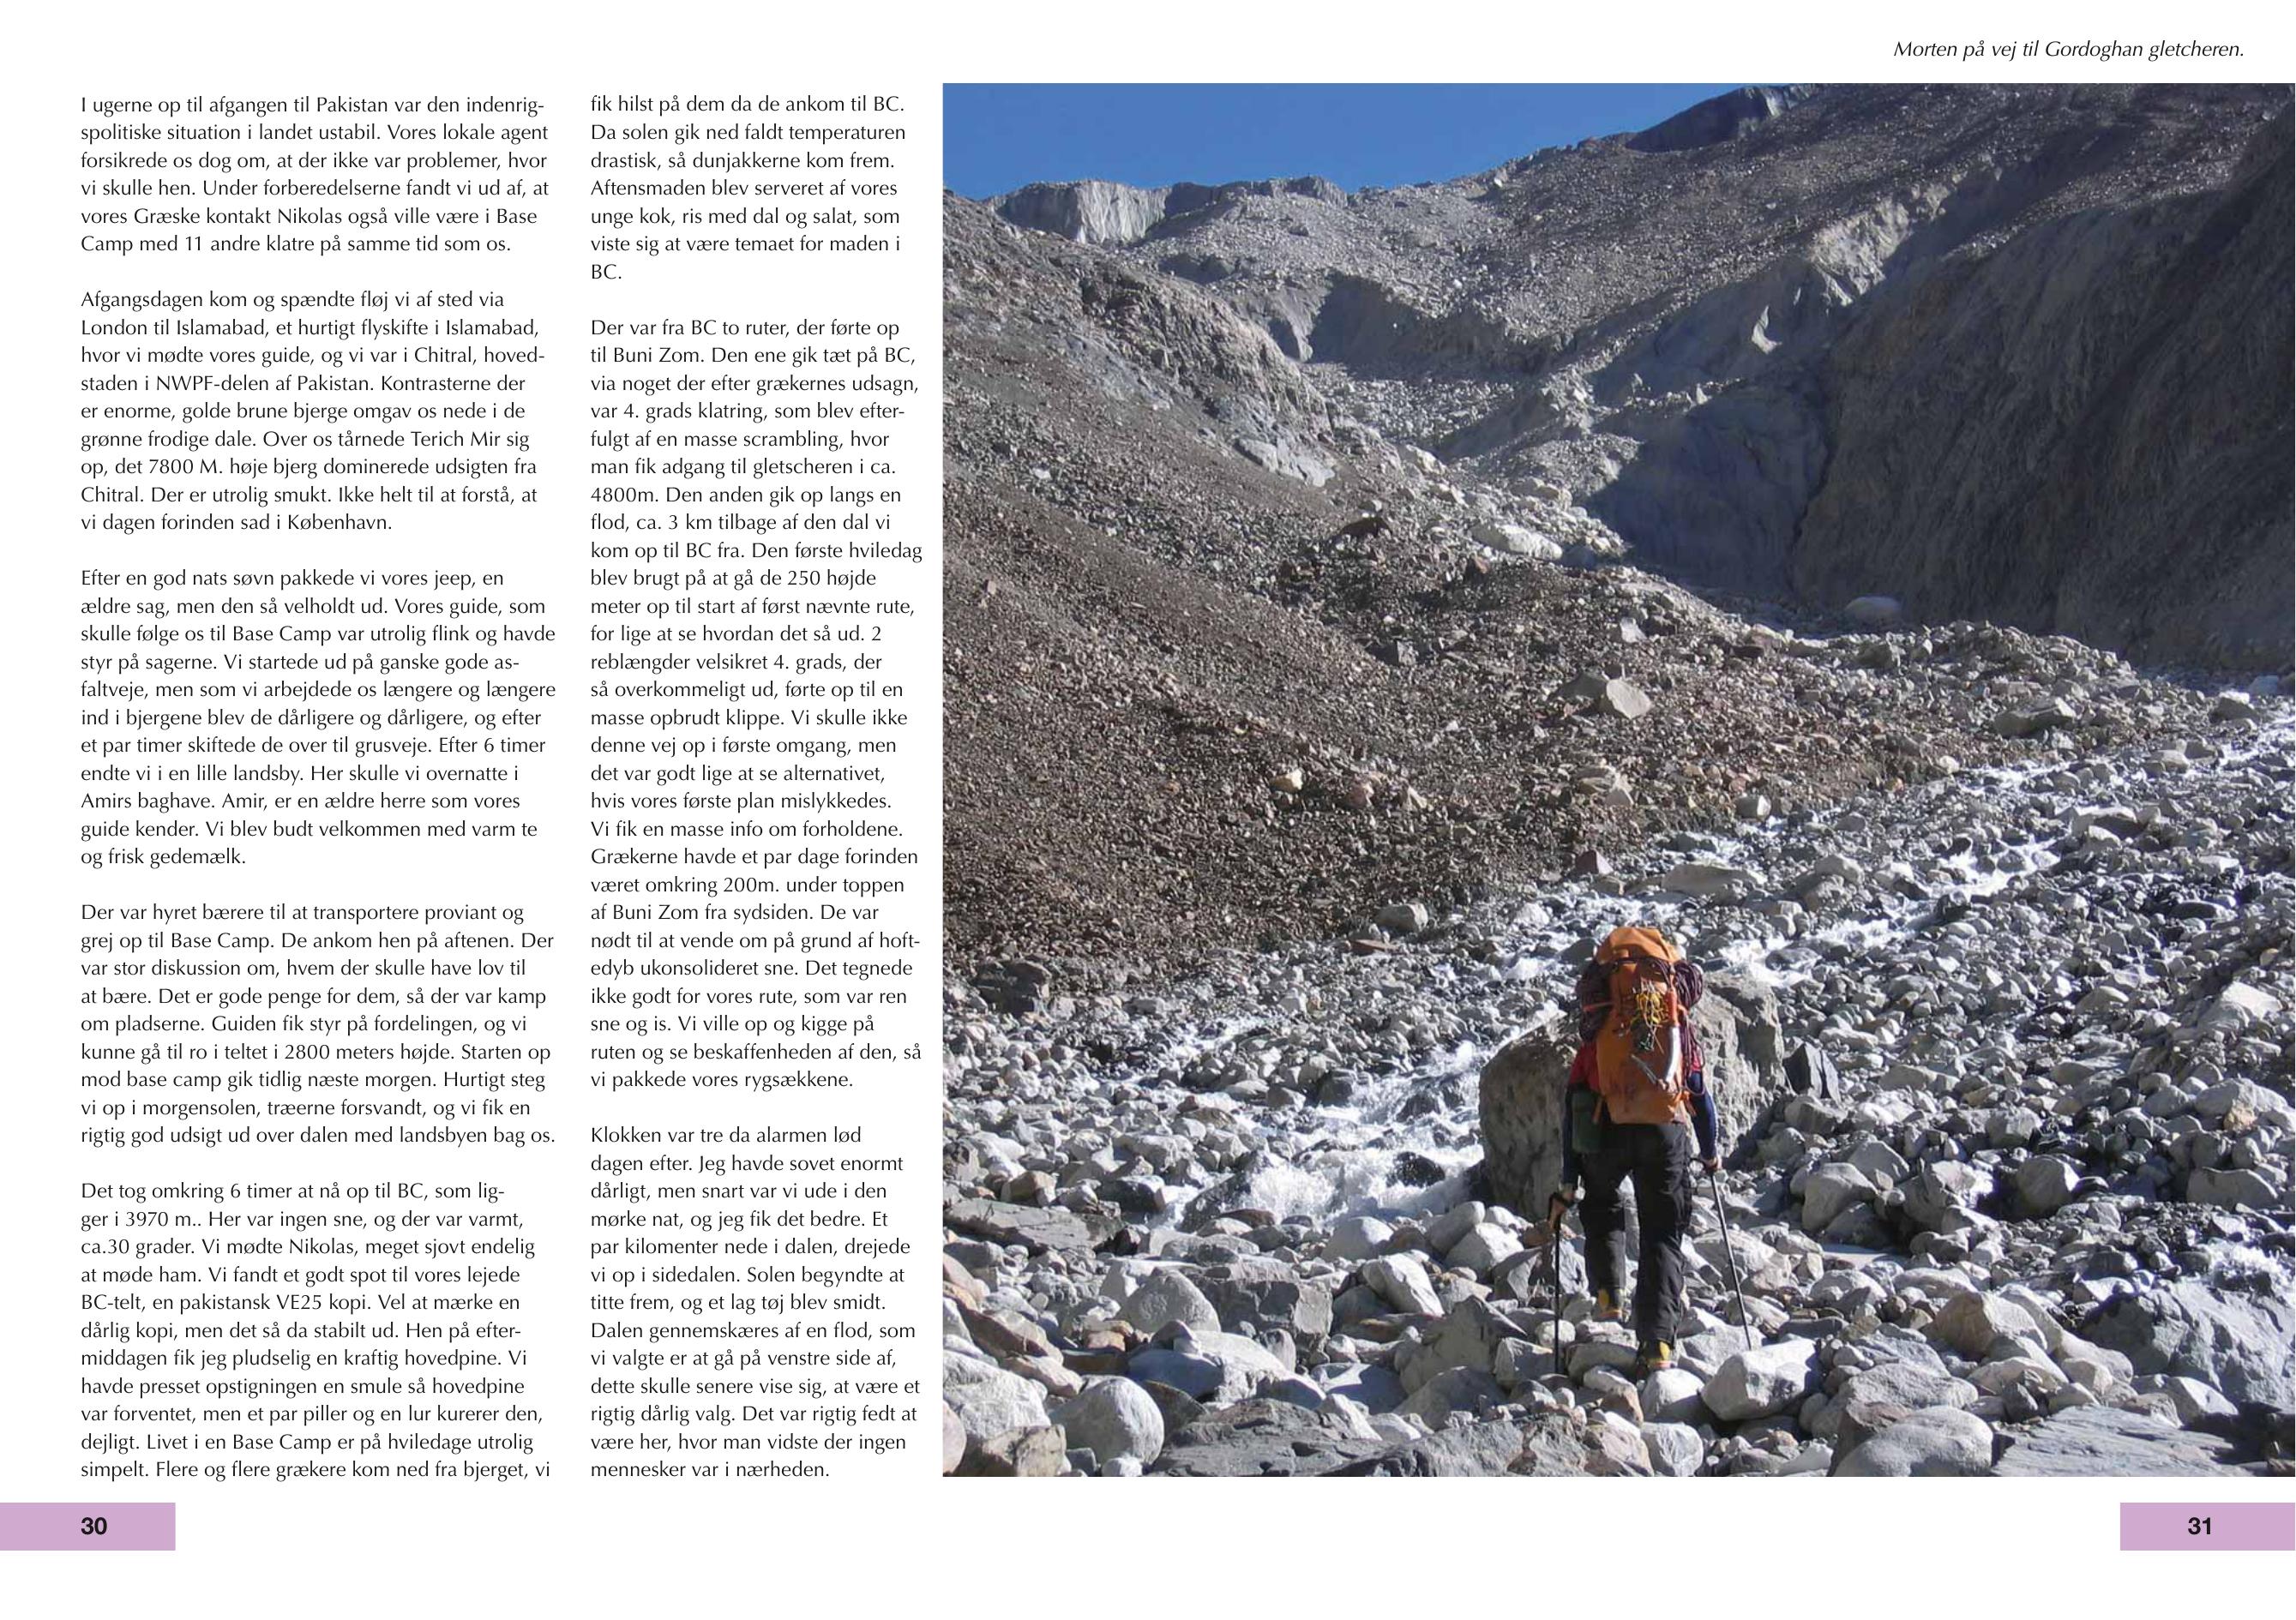 Morten på vej til Gordoghan gletcheren.
I ugerne op til afgangen til Pakistan var den indenrig-
spolitiske situation i landet ustabil. Vores lokale agent
forsikrede os dog om, at der ikke var problemer, hvor
vi skulle hen. Under forberedelserne fandt vi ud af, at
vores Græske kontakt Nikolas også ville være i Base
Camp med 11 andre klatre på samme tid som os.
Afgangsdagen kom og spændte fløj vi af sted via
London til Islamabad, et hurtigt flyskifte i Islamabad,
hvor vi mødte vores guide, og vi var i Chitral, hoved-
staden i NWPF-delen af Pakistan. Kontrasterne der
er enorme, golde brune bjerge omgav os nede i de
grønne frodige dale. Over os tårnede Terich Mir sig
op, det 7800 M. høje bjerg dominerede udsigten fra
Chitral. Der er utrolig smukt. Ikke helt til at forstå, at
vi dagen forinden sad i København.
Efter en god nats søvn pakkede vi vores jeep, en
ældre sag, men den så velholdt ud. Vores guide, som
skulle følge os til Base Camp var utrolig flink og havde
styr på sagerne. Vi startede ud på ganske gode as-
faltveje, men som vi arbejdede os længere og længere
ind i bjergene blev de dårligere og dårligere, og efter
et par timer skiftede de over til grusveje. Efter 6 timer
endte vi i en lille landsby. Her skulle vi overnatte i
Amirs baghave. Amir, er en ældre herre som vores
guide kender. Vi blev budt velkommen med varm te
og frisk gedemælk.
Der var hyret bærere til at transportere proviant og
grej op til Base Camp. De ankom hen på aftenen. Der
var stor diskussion om, hvem der skulle have lov til
at bære. Det er gode penge for dem, så der var kamp
om pladserne. Guiden fik styr på fordelingen, og vi
kunne gå til ro i teltet i 2800 meters højde. Starten op
mod base camp gik tidlig næste morgen. Hurtigt steg
vi op i morgensolen, træerne forsvandt, og vi fik en
rigtig god udsigt ud over dalen med landsbyen bag os.
Det tog omkring 6 timer at nå op til BC, som lig-
ger i 3970 m.. Her var ingen sne, og der var varmt,
ca.30 grader. Vi mødte Nikolas, meget sjovt endelig
at møde ham. Vi fandt et godt spot til vores lejede
BC-telt, en pakistansk VE25 kopi. Vel at mærke en
dårlig kopi, men det så da stabilt ud. Hen på efter-
middagen fik jeg pludselig en kraftig hovedpine. Vi
havde presset opstigningen en smule så hovedpine
var forventet, men et par piller og en lur kurerer den,
dejligt. Livet i en Base Camp er på hviledage utrolig
simpelt. Flere og flere grækere kom ned fra bjerget, vi
fik hilst på dem da de ankom til BC.
Da solen gik ned faldt temperaturen
drastisk, så dunjakkerne kom frem.
Aftensmaden blev serveret af vores
unge kok, ris med dal og salat, som
viste sig at være temaet for maden i
BC.
Der var fra BC to ruter, der førte op
til Buni Zom. Den ene gik tæt på BC,
via noget der efter grækernes udsagn,
var 4. grads klatring, som blev efter-
fulgt af en masse scrambling, hvor
man fik adgang til gletscheren i ca.
4800m. Den anden gik op langs en
flod, ca. 3 km tilbage af den dal vi
kom op til BC fra. Den første hviledag
blev brugt på at gå de 250 højde
meter op til start af først nævnte rute,
for lige at se hvordan det så ud. 2
reblængder velsikret 4. grads, der
så overkommeligt ud, førte op til en
masse opbrudt klippe. Vi skulle ikke
denne vej op i første omgang, men
det var godt lige at se alternativet,
hvis vores første plan mislykkedes.
Vi fik en masse info om forholdene.
Grækerne havde et par dage forinden
været omkring 200m. under toppen
af Buni Zom fra sydsiden. De var
nødt til at vende om på grund af hoft-
edyb ukonsolideret sne. Det tegnede
ikke godt for vores rute, som var ren
sne og is. Vi ville op og kigge på
ruten og se beskaffenheden af den, så
vi pakkede vores rygsækkene.
Klokken var tre da alarmen lød
dagen efter. Jeg havde sovet enormt
dårligt, men snart var vi ude i den
mørke nat, og jeg fik det bedre. Et
par kilomenter nede i dalen, drejede
vi op i sidedalen. Solen begyndte at
titte frem, og et lag tøj blev smidt.
Dalen gennemskæres af en flod, som
vi valgte er at gå på venstre side af,
dette skulle senere vise sig, at være et
rigtig dårlig valg. Det var rigtig fedt at
være her, hvor man vidste der ingen
mennesker var i nærheden.
30
31